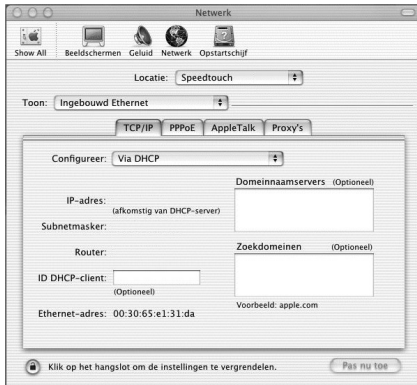 Netwerk
Show All Beeldschermen Geluid Netwerk Opstartschijf
Locatie: Speedtouch
Toon: Ingebouwd Ethernet
TCP/IP PPPoE AppleTalk Proxy's
Configureer: Via DHCP
Domeinnaamservers (Optioneel)
IP-adres:
(afkomstig van DHCP-server)
Subnetmasker:
Router:
Zoekdomeinen (Optioneel)
ID DHCP-client:
(Optioneel)
Voorbeeld: apple.com
Ethernet-adres: 00:30:65:e1:31:da
Klik op het hangslot om de instellingen te vergrendelen. Pas nu toe